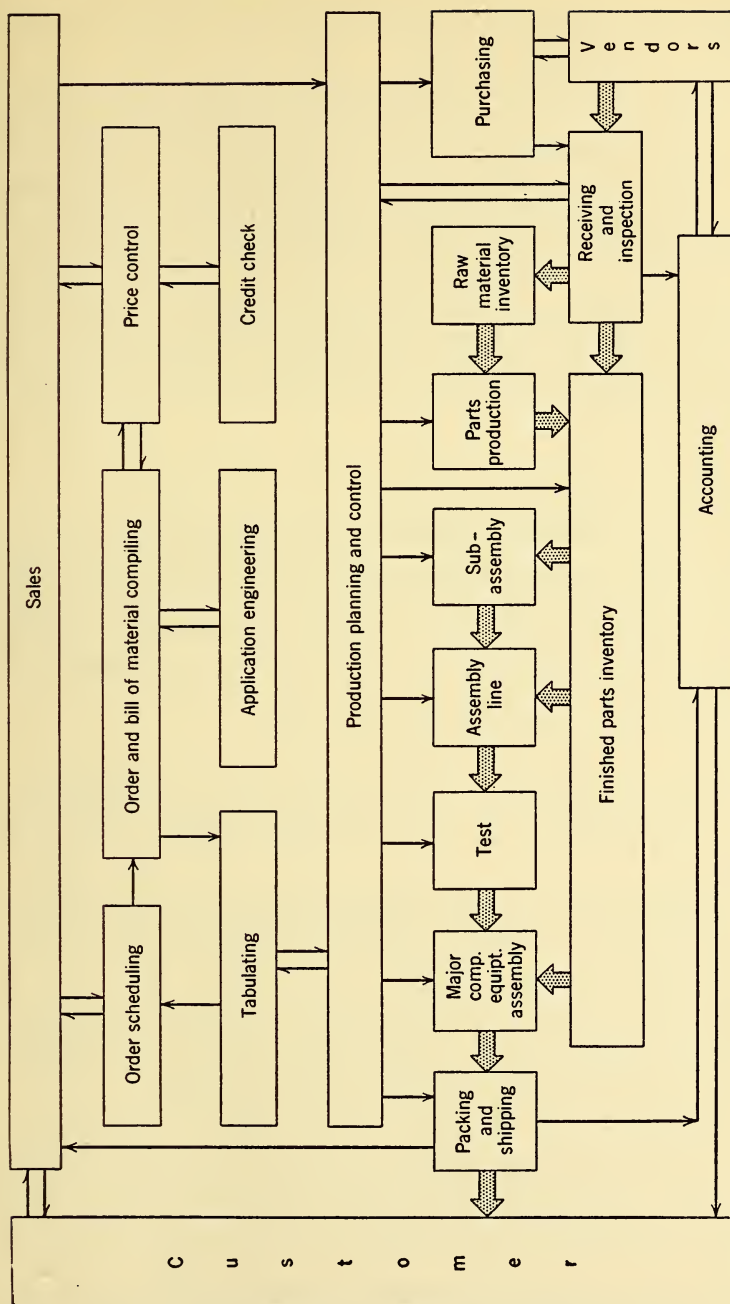 Sales
Price control
Credit check
Order and bill of material compiling
Application engineering
Order scheduling
Tabulating
Production planning and control
Purchasing
Vendors
Receiving
and
inspection
Raw
material
inventory
Parts
production
Sub-
assembly
Assembly
line
Test
Major
comp.
equipt.
assembly
Packing
and
shipping
Finished parts inventory
Accounting
Customer